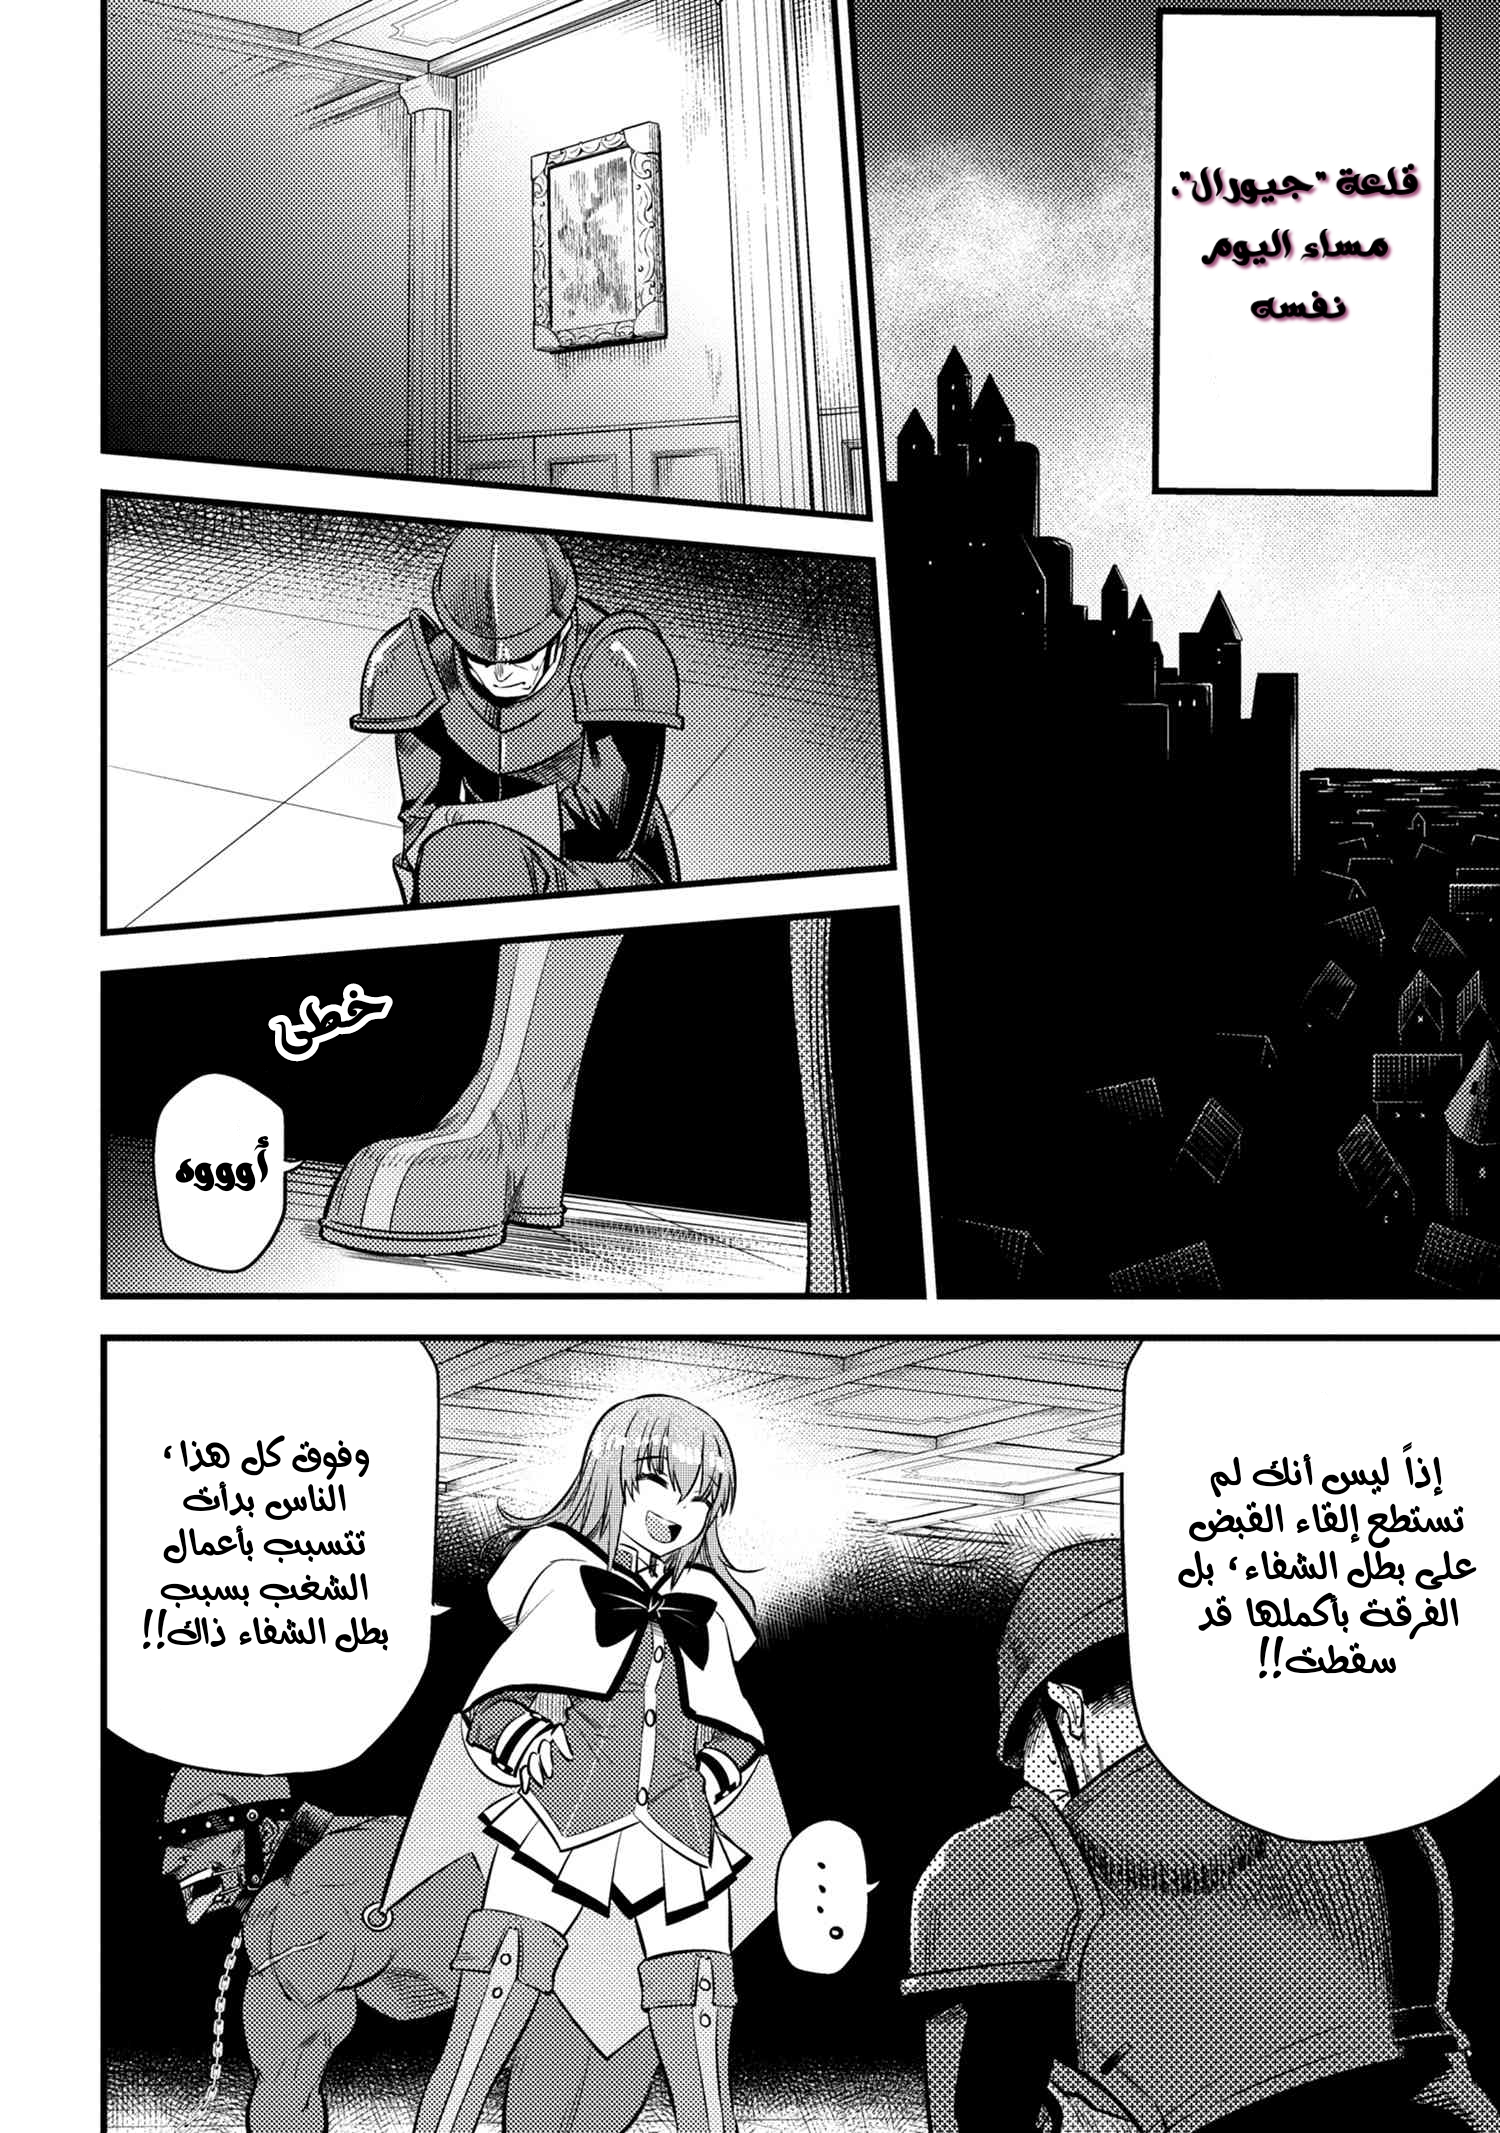 قلعة "جيورال"،
مساء اليوم
نفسه
خطى
أوووه
إذاً ليس أنك لم
تستطع إلقاء القبض
على بطل الشفاء، بل
الفرقت بأكملها قد
سقطت!!
وفوق كل هذا،
الناس بدأت
تتسبب بأعمال
الشغب بسبب
بطل الشفاء ذاك!!
...